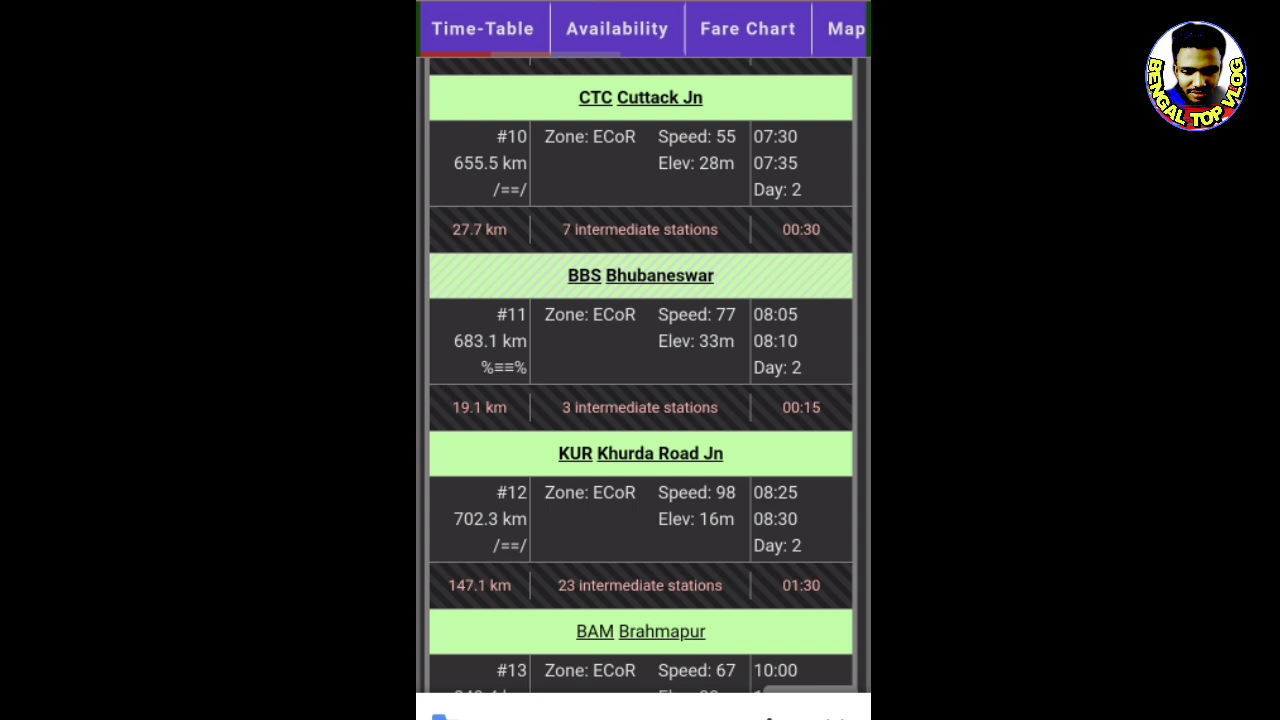 Time-Table Availability Fare Chart Map
CTC Cuttack Jn
#10 Zone: ECoR Speed: 55 07:30
655.5 km Elev: 28m 07:35
/==/ Day: 2
27.7 km 7 intermediate stations 00:30
BBS Bhubaneswar
#11 Zone: ECoR Speed: 77 08:05
683.1 km Elev: 33m 08:10
%≡≡% Day: 2
19.1 km 3 intermediate stations 00:15
KUR Khurda Road Jn
#12 Zone: ECoR Speed: 98 08:25
702.3 km Elev: 16m 08:30
/==/ Day: 2
147.1 km 23 intermediate stations 01:30
BAM Brahmapur
#13 Zone: ECoR Speed: 67 10:00
BENGAL TOP VLOG